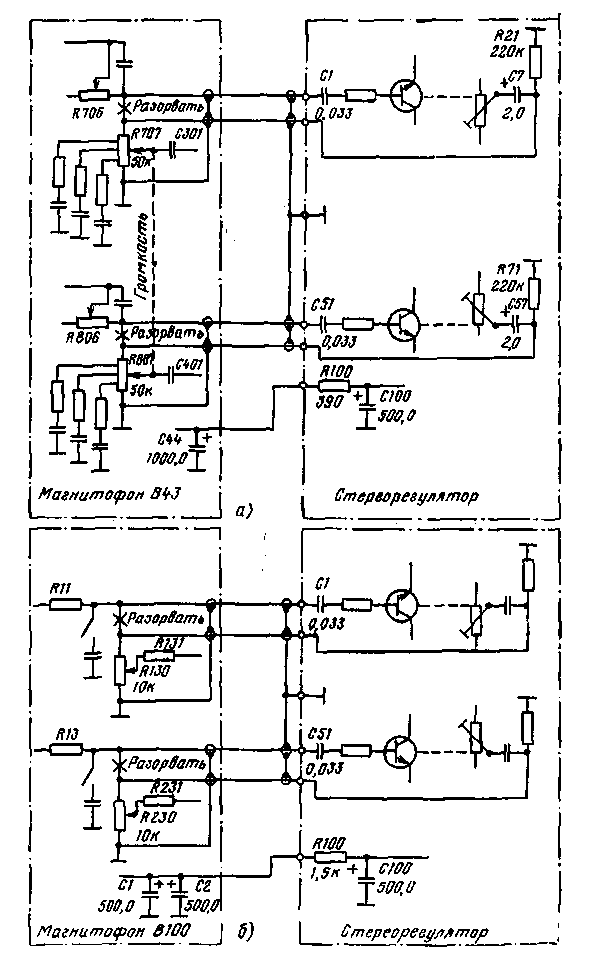 R21
220к
C1
C7
+
R706
Разорвать
0,033
2,0
R707
C301
50к
Громкость
R71
220к
C51
C57
+
R806
Разорвать
0,033
2,0
R807
C401
R100
50к
390
+
C100
500,0
C44
+
1000,0
Магнитофон В43
Стереорегулятор
а)
R11
C1
Разорвать
0,033
R131
R130
10к
R13
C51
Разорвать
0,033
R231
R230
10к
R100
1,5к
+
C100
500,0
C1
+
+
C2
500,0
500,0
Магнитофон В100
б)
Стереорегулятор